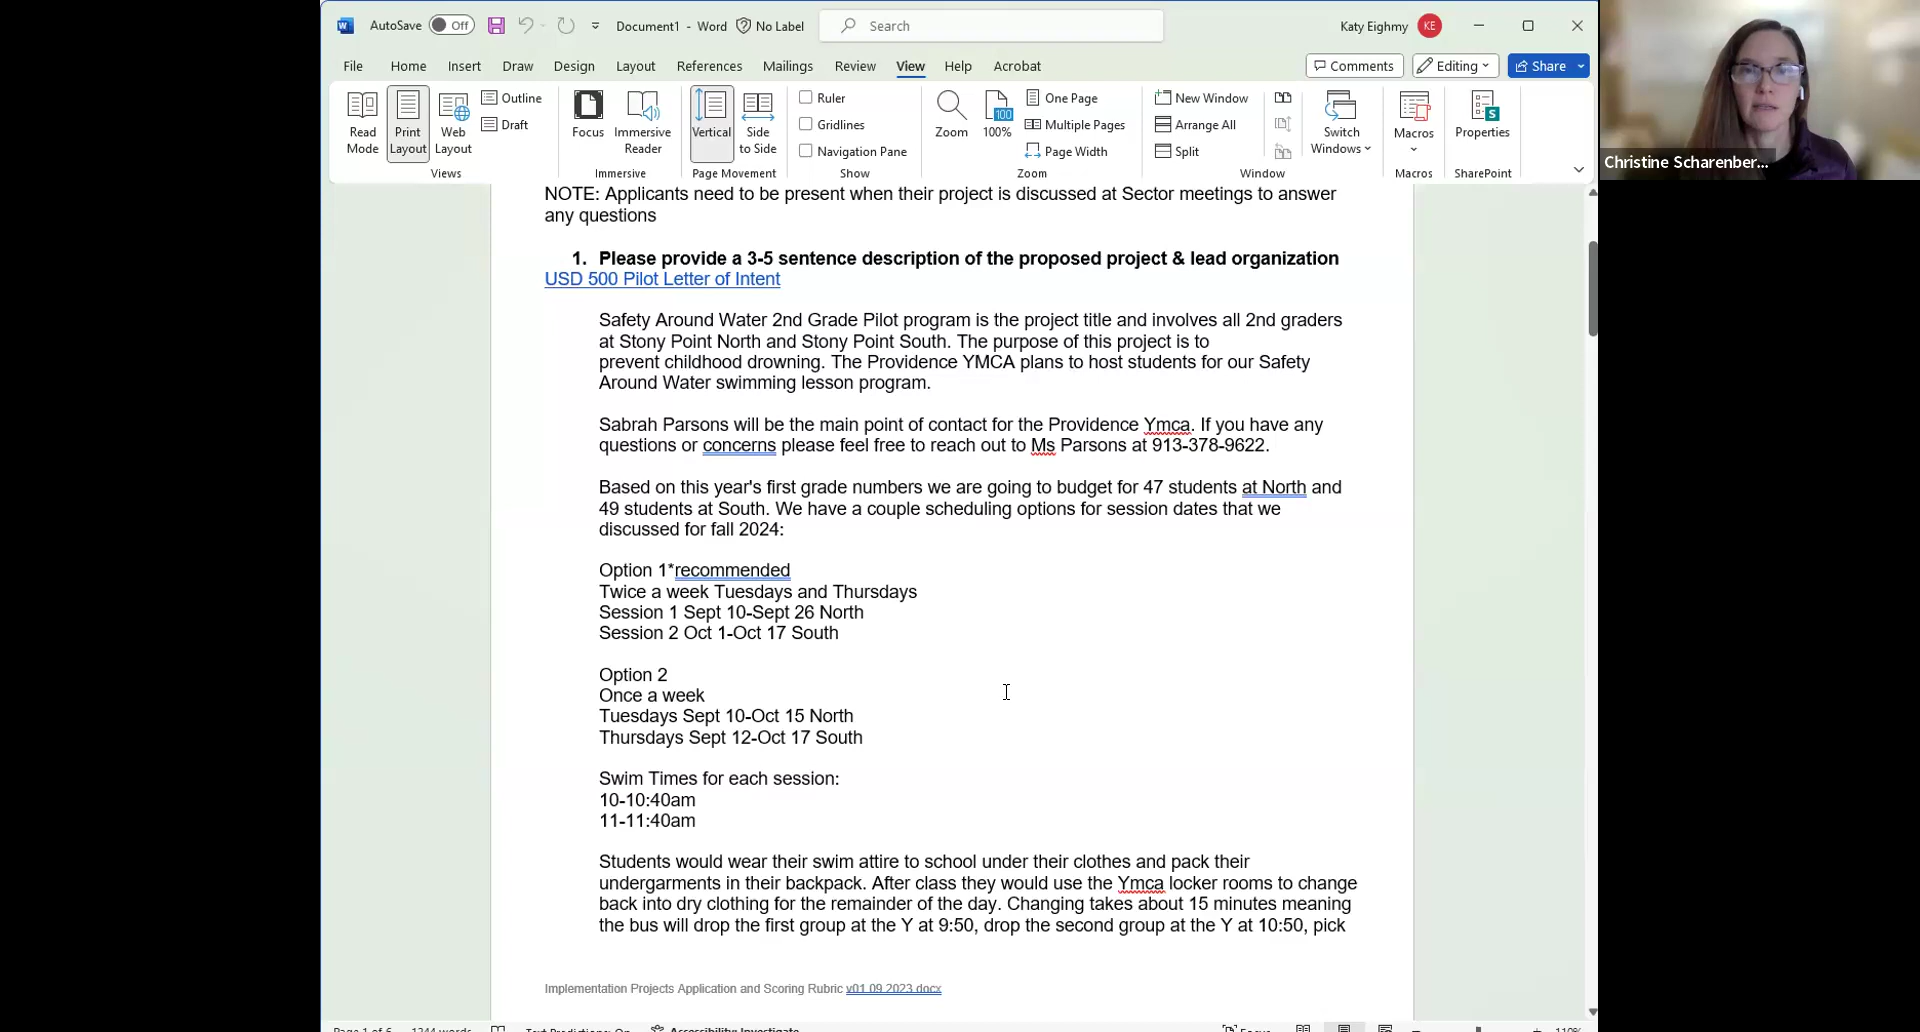 AutoSave Off Document1 - Word No Label Search Katy Eighmy KE
File Home Insert Draw Design Layout References Mailings Review View Help Acrobat Comments Editing Share
Read Mode
Print Layout
Web Layout
Outline
Draft
Views
Focus
Immersive Reader
Immersive
Vertical
Side to Side
Page Movement
Ruler
Gridlines
Navigation Pane
Show
Zoom
100
100%
One Page
Multiple Pages
Page Width
Zoom
New Window
Arrange All
Split
Switch Windows
Window
Macros
Macros
S
Properties
SharePoint
Christine Scharenber...
NOTE: Applicants need to be present when their project is discussed at Sector meetings to answer
any questions
1. Please provide a 3-5 sentence description of the proposed project & lead organization
USD 500 Pilot Letter of Intent
Safety Around Water 2nd Grade Pilot program is the project title and involves all 2nd graders
at Stony Point North and Stony Point South. The purpose of this project is to
prevent childhood drowning. The Providence YMCA plans to host students for our Safety
Around Water swimming lesson program.
Sabrah Parsons will be the main point of contact for the Providence Ymca. If you have any
questions or concerns please feel free to reach out to Ms Parsons at 913-378-9622.
Based on this year's first grade numbers we are going to budget for 47 students at North and
49 students at South. We have a couple scheduling options for session dates that we
discussed for fall 2024:
Option 1*recommended
Twice a week Tuesdays and Thursdays
Session 1 Sept 10-Sept 26 North
Session 2 Oct 1-Oct 17 South
Option 2
Once a week
Tuesdays Sept 10-Oct 15 North
Thursdays Sept 12-Oct 17 South
Swim Times for each session:
10-10:40am
11-11:40am
Students would wear their swim attire to school under their clothes and pack their
undergarments in their backpack. After class they would use the Ymca locker rooms to change
back into dry clothing for the remainder of the day. Changing takes about 15 minutes meaning
the bus will drop the first group at the Y at 9:50, drop the second group at the Y at 10:50, pick
Implementation Projects Application and Scoring Rubric v01 09 2023.docx
Page 1 of 6 1244 words Text Predictions: On Accessibility: Investigate Focus 110%